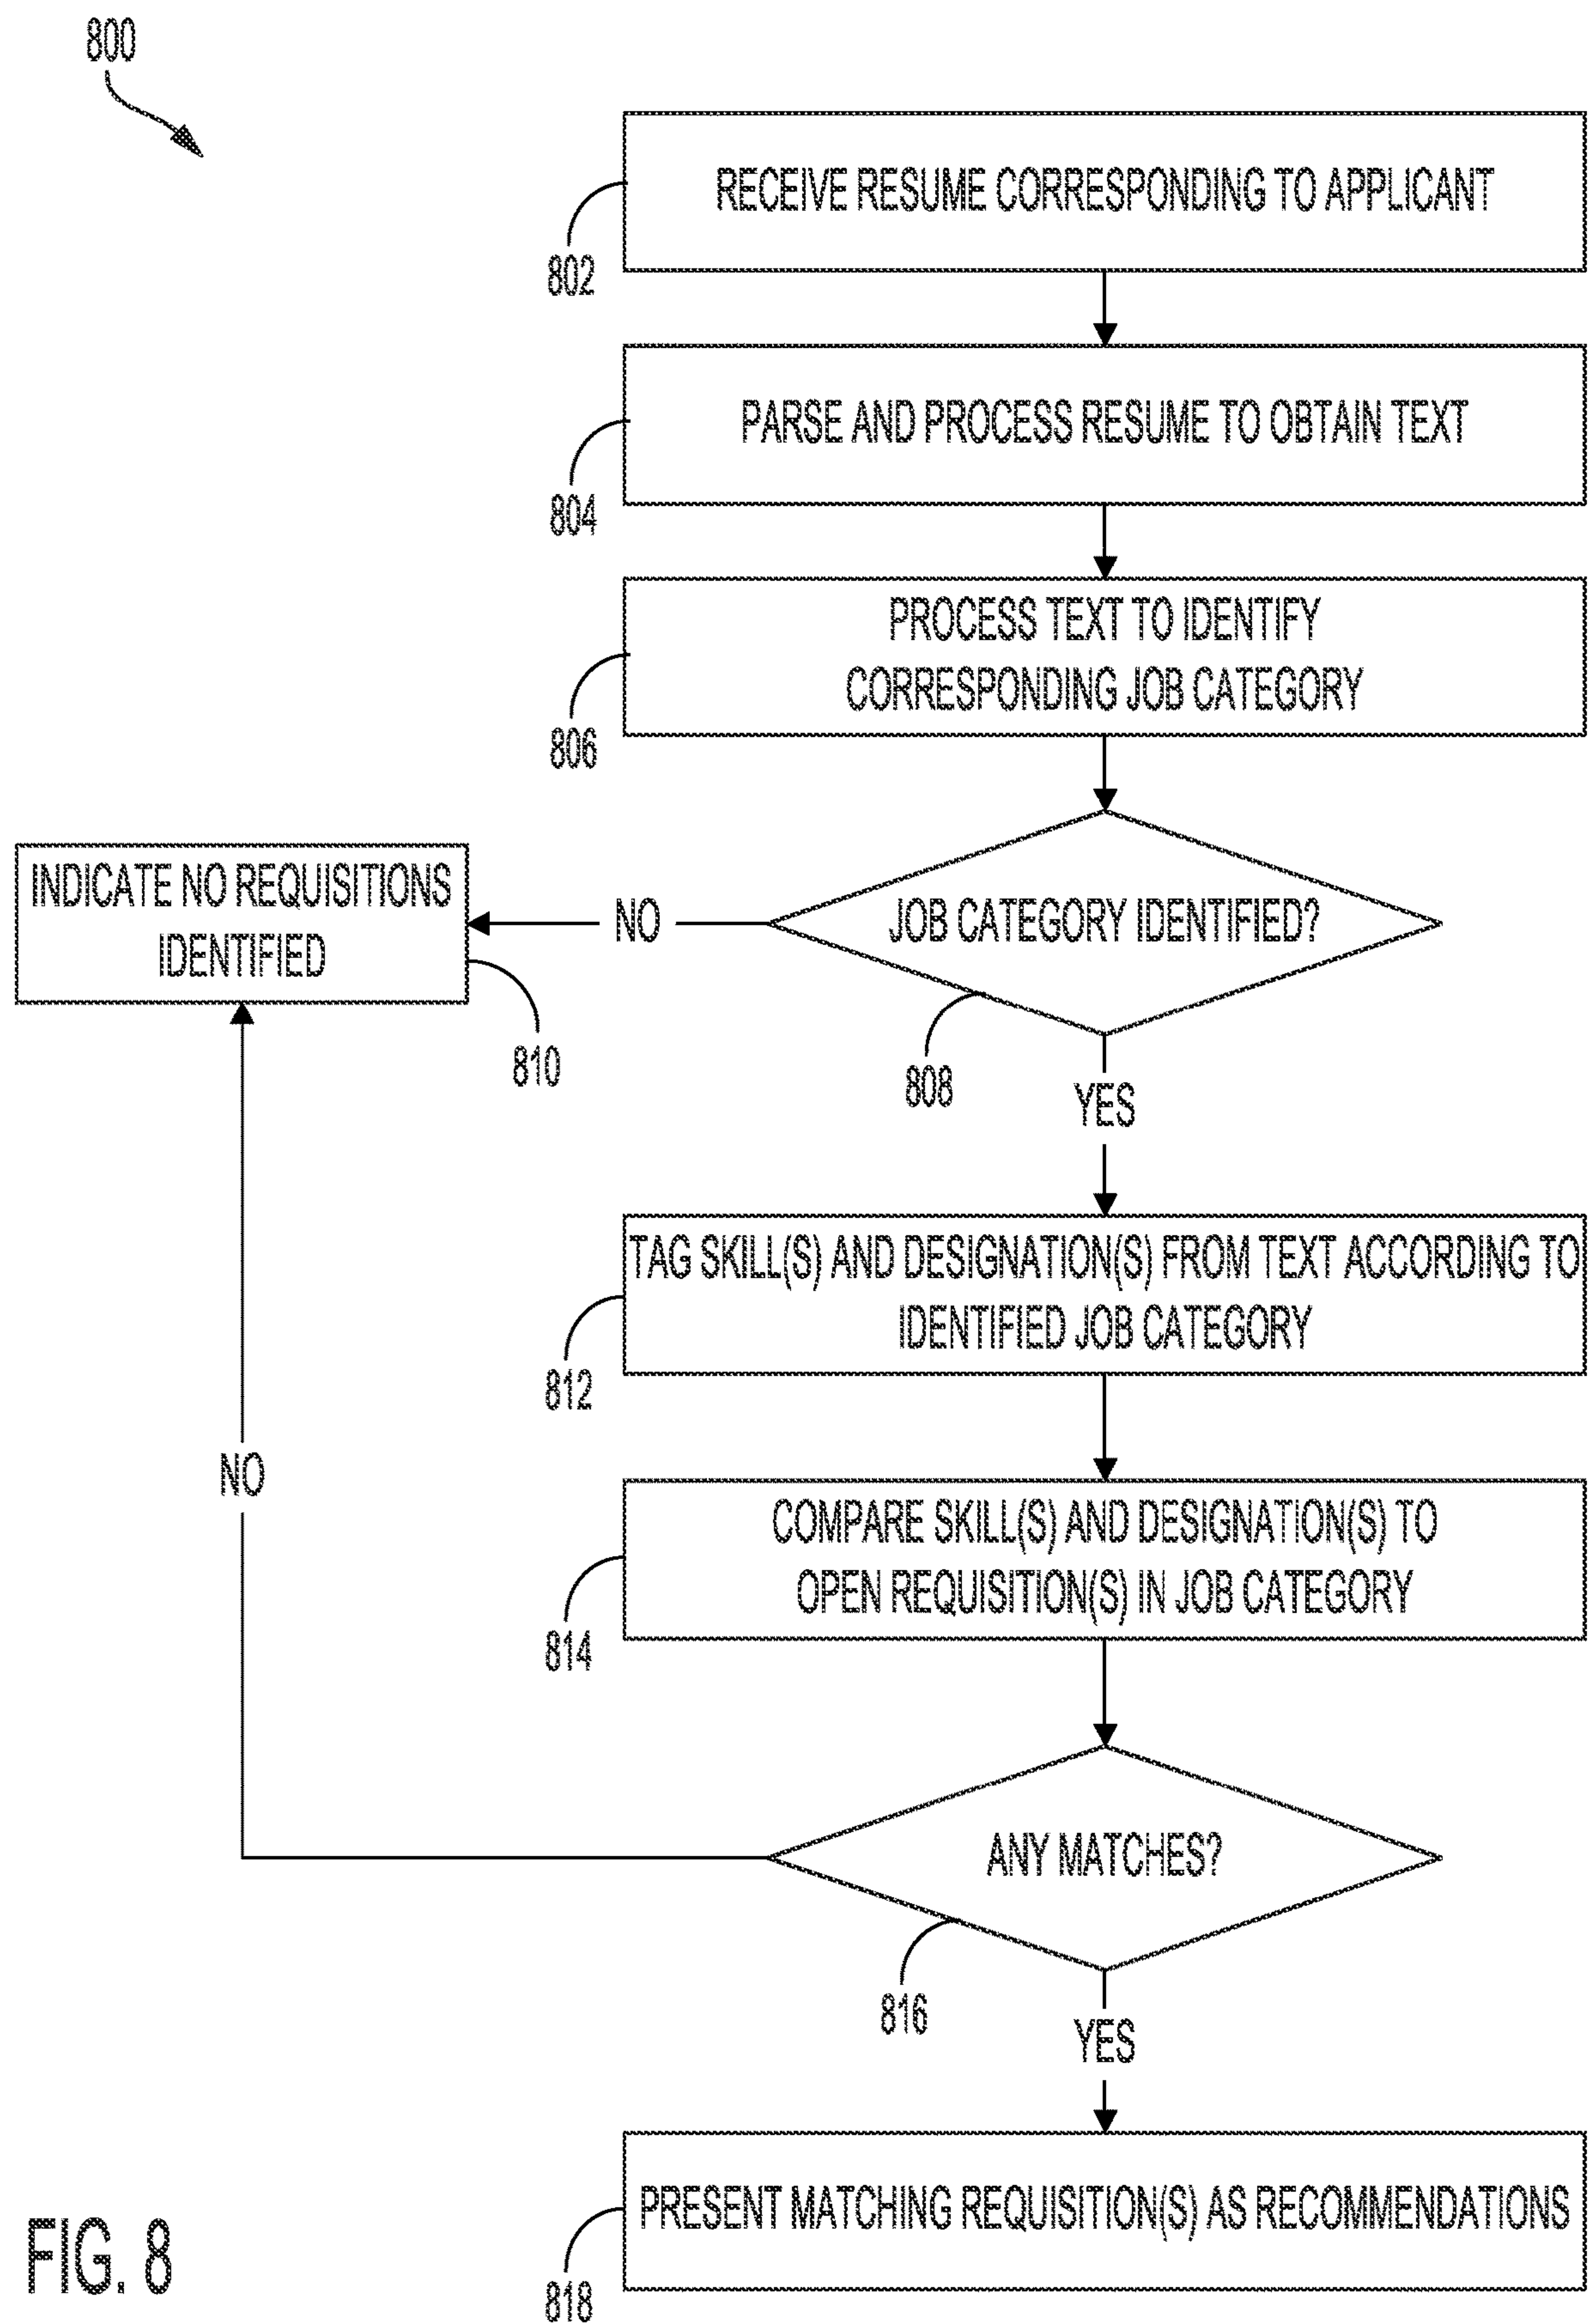 800
RECEIVE RESUME CORRESPONDING TO APPLICANT
802
PARSE AND PROCESS RESUME TO OBTAIN TEXT
804
PROCESS TEXT TO IDENTIFY
CORRESPONDING JOB CATEGORY
806
JOB CATEGORY IDENTIFIED?
808
NO
INDICATE NO REQUISITIONS
IDENTIFIED
810
YES
TAG SKILL(S) AND DESIGNATION(S) FROM TEXT ACCORDING TO
IDENTIFIED JOB CATEGORY
812
COMPARE SKILL(S) AND DESIGNATION(S) TO
OPEN REQUISITION(S) IN JOB CATEGORY
814
ANY MATCHES?
816
NO
YES
PRESENT MATCHING REQUISITION(S) AS RECOMMENDATIONS
818
FIG. 8